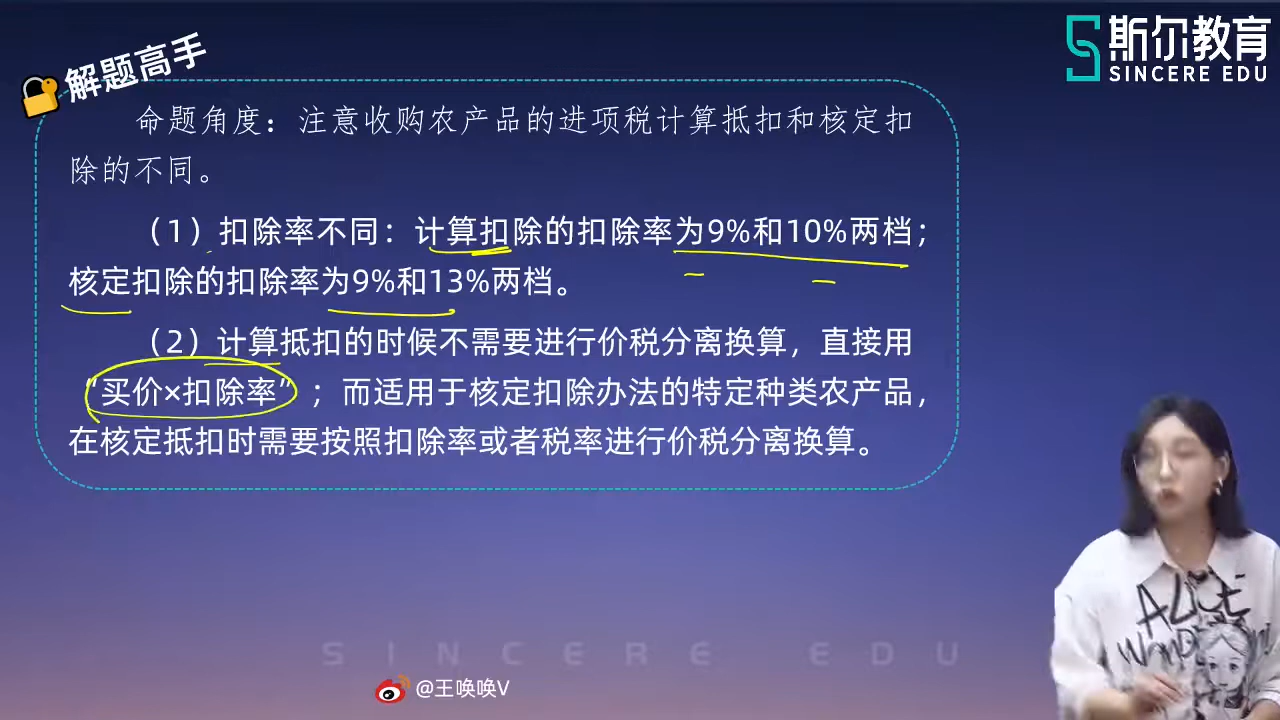 斯尔教育
SINCERE EDU
解题高手
命题角度：注意收购农产品的进项税计算抵扣和核定扣
除的不同。
（1）扣除率不同：计算扣除的扣除率为9%和10%两档；
核定扣除的扣除率为9%和13%两档。
（2）计算抵扣的时候不需要进行价税分离换算，直接用
“买价×扣除率”；而适用于核定扣除办法的特定种类农产品，
在核定抵扣时需要按照扣除率或者税率进行价税分离换算。
ALiCE
SINCERE EDU
@王唤唤V